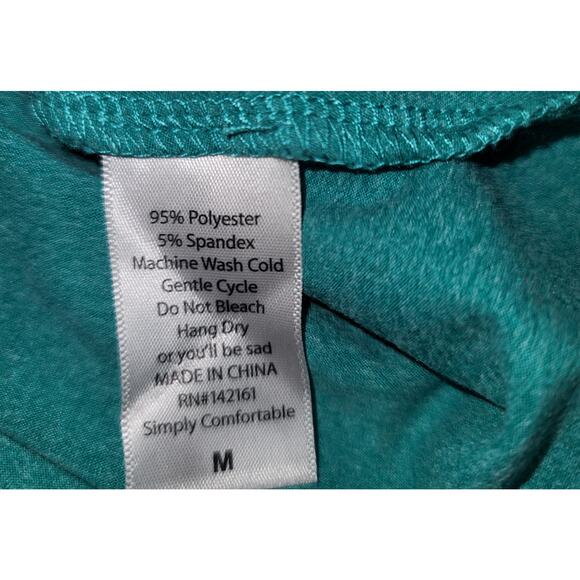 95% Polyester
5% Spandex
Machine Wash Cold
Gentle Cycle
Do Not Bleach
Hang Dry
or you'll be sad
MADE IN CHINA
RN#142161
Simply Comfortable
M